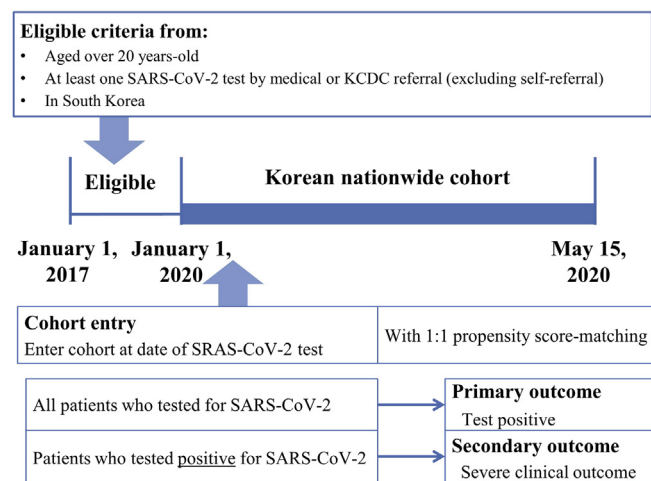 Eligible criteria from:
• Aged over 20 years-old
• At least one SARS-CoV-2 test by medical or KCDC referral (excluding self-referral)
• In South Korea
Eligible
Korean nationwide cohort
January 1,
2017
January 1,
2020
May 15,
2020
Cohort entry
Enter cohort at date of SRAS-CoV-2 test
With 1:1 propensity score-matching
All patients who tested for SARS-CoV-2
Primary outcome
Test positive
Patients who tested positive for SARS-CoV-2
Secondary outcome
Severe clinical outcome